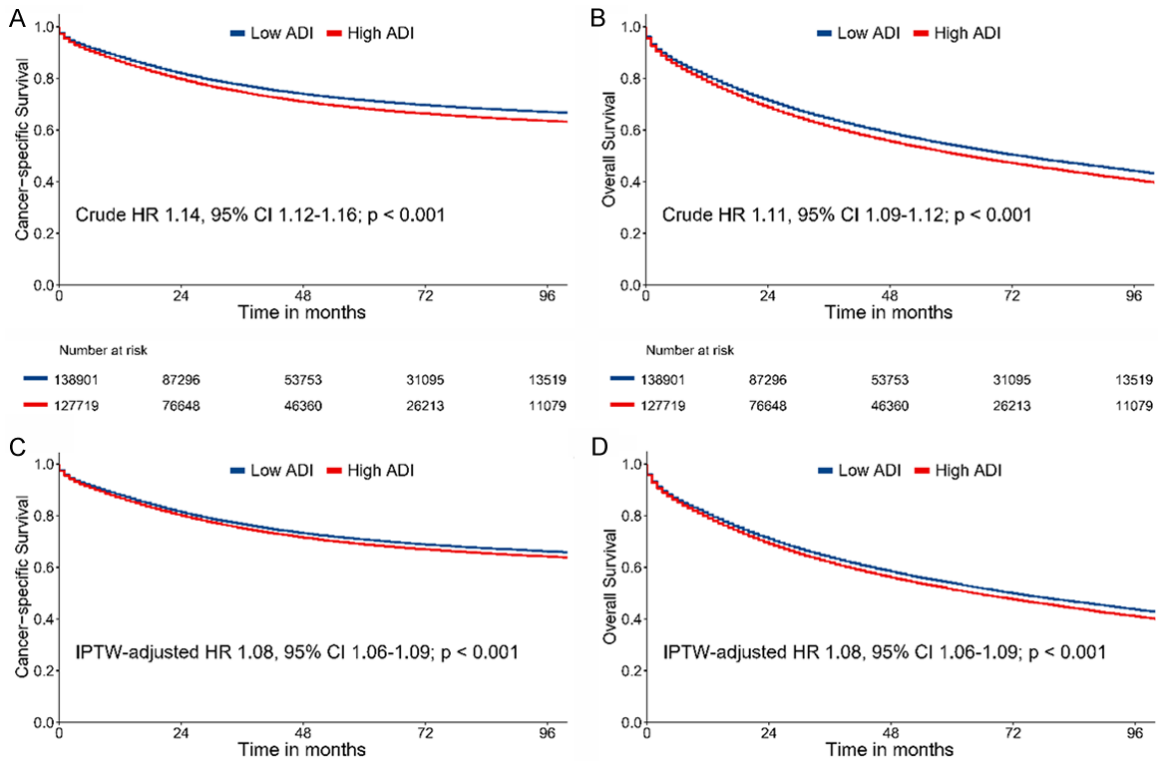 A
Low ADI High ADI
Cancer-specific Survival
1.0
0.8
0.6
0.4
0.2
0.0
Crude HR 1.14, 95% CI 1.12-1.16; p < 0.001
0 24 48 72 96
Time in months
Number at risk
138901 87296 53753 31095 13519
127719 76648 46360 26213 11079
B
Low ADI High ADI
Overall Survival
1.0
0.8
0.6
0.4
0.2
0.0
Crude HR 1.11, 95% CI 1.09-1.12; p < 0.001
0 24 48 72 96
Time in months
Number at risk
138901 87296 53753 31095 13519
127719 76648 46360 26213 11079
C
Low ADI High ADI
Cancer-specific Survival
1.0
0.8
0.6
0.4
0.2
0.0
IPTW-adjusted HR 1.08, 95% CI 1.06-1.09; p < 0.001
0 24 48 72 96
Time in months
D
Low ADI High ADI
Overall Survival
1.0
0.8
0.6
0.4
0.2
0.0
IPTW-adjusted HR 1.08, 95% CI 1.06-1.09; p < 0.001
0 24 48 72 96
Time in months